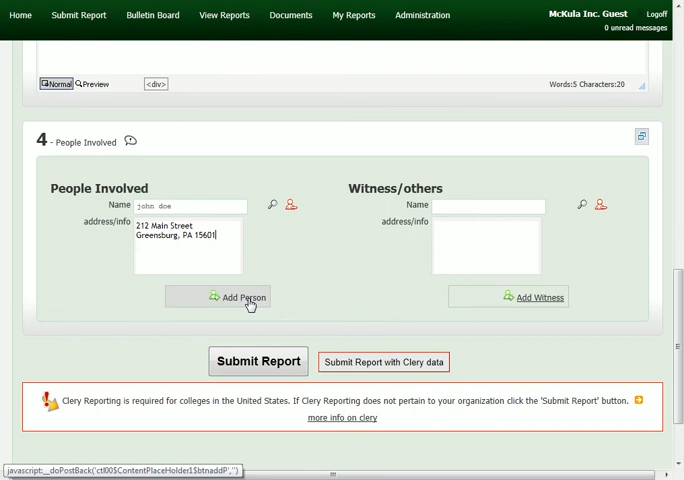 Home Submit Report Bulletin Board View Reports Documents My Reports Administration McKula Inc. Guest Logoff
0 unread messages
Normal Preview <div> Words:5 Characters:20
4 - People Involved
People Involved Witness/others
Name john doe Name
address/info 212 Main Street address/info
Greensburg, PA 15601
Add Person Add Witness
Submit Report Submit Report with Clery data
Clery Reporting is required for colleges in the United States. If Clery Reporting does not pertain to your organization click the 'Submit Report' button.
more info on clery
javascript:__doPostBack('ctl00$ContentPlaceHolder1$btnaddP','')